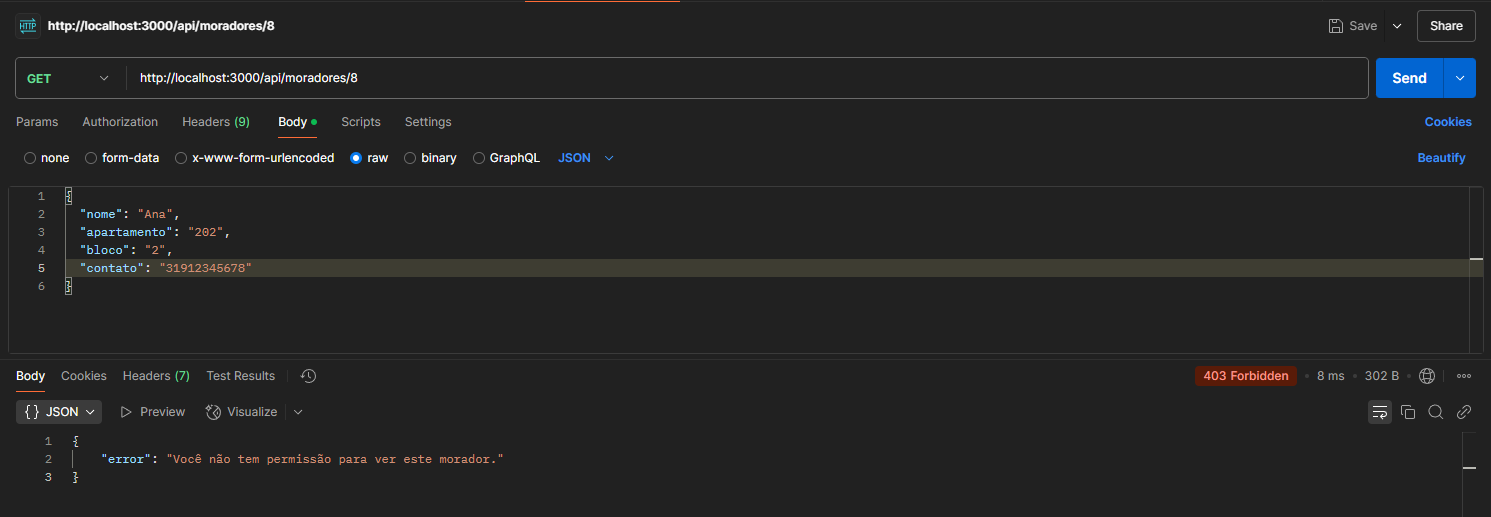 HTTP http://localhost:3000/api/moradores/8 Save Share
GET http://localhost:3000/api/moradores/8 Send
Params Authorization Headers (9) Body Scripts Settings Cookies
none form-data x-www-form-urlencoded raw binary GraphQL JSON Beautify
1 {
2 "nome": "Ana",
3 "apartamento": "202",
4 "bloco": "2",
5 "contato": "31912345678"
6 }
Body Cookies Headers (7) Test Results 403 Forbidden • 8 ms • 302 B •
{} JSON Preview Visualize
1 {
2 "error": "Você não tem permissão para ver este morador."
3 }